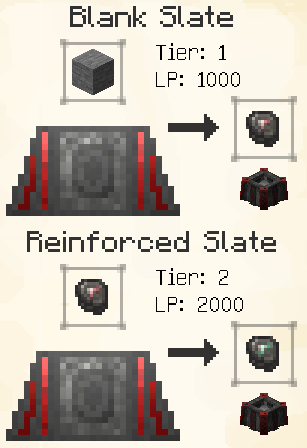 Blank Slate
Tier: 1
LP: 1000
Reinforced Slate
Tier: 2
LP: 2000